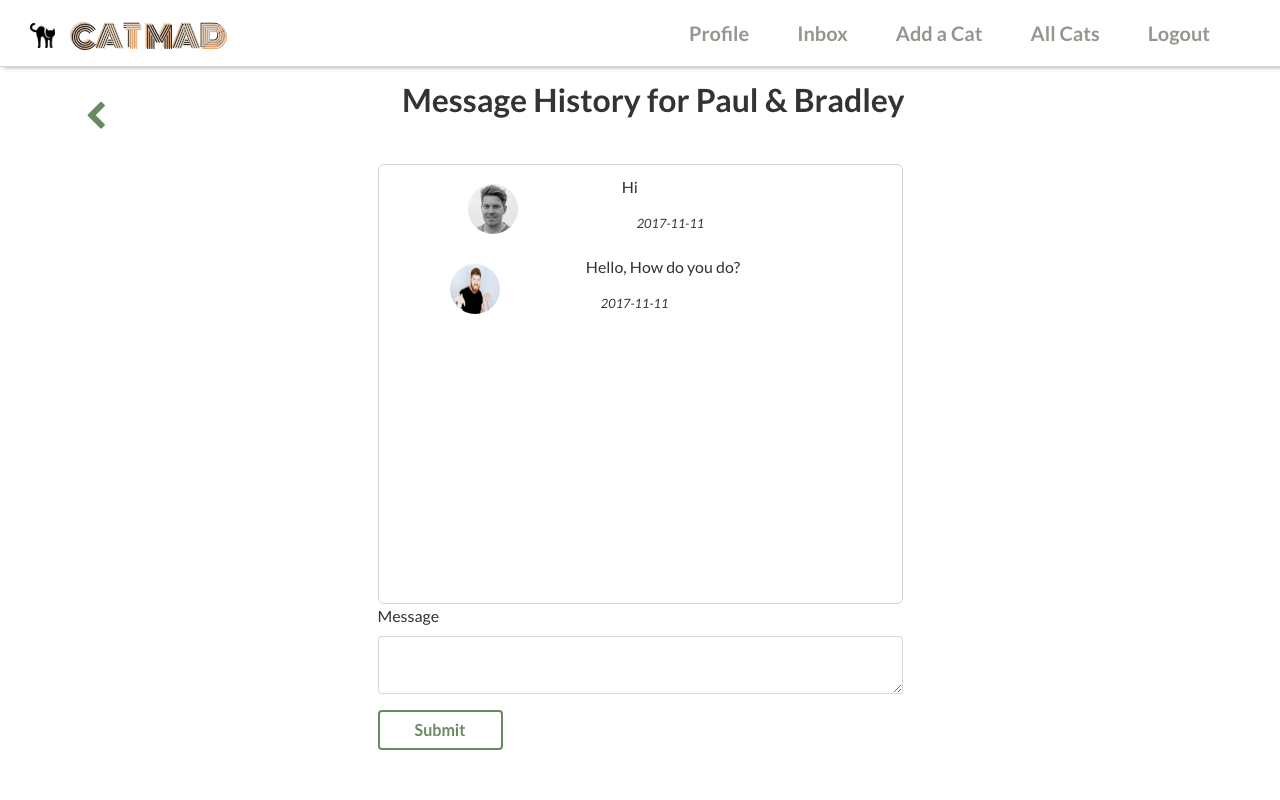 CATMAD
Profile
Inbox
Add a Cat
All Cats
Logout
Message History for Paul & Bradley
Hi
2017-11-11
Hello, How do you do?
2017-11-11
Message
Submit